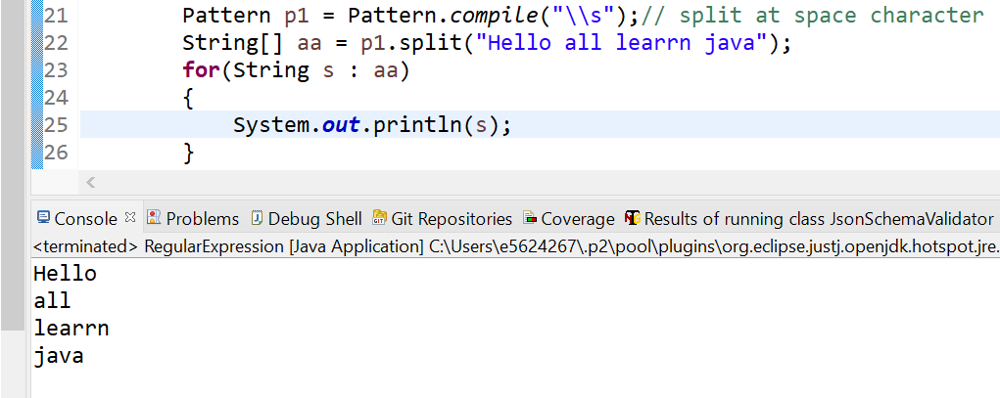 21 Pattern p1 = Pattern.compile("\\s");// split at space character
22 String[] aa = p1.split("Hello all learrn java");
23 for(String s : aa)
24 {
25 System.out.println(s);
26 }
Console Problems Debug Shell Git Repositories Coverage Results of running class JsonSchemaValidator
<terminated> RegularExpression [Java Application] C:\Users\e5624267\.p2\pool\plugins\org.eclipse.justj.openjdk.hotspot.jre.
Hello
all
learrn
java